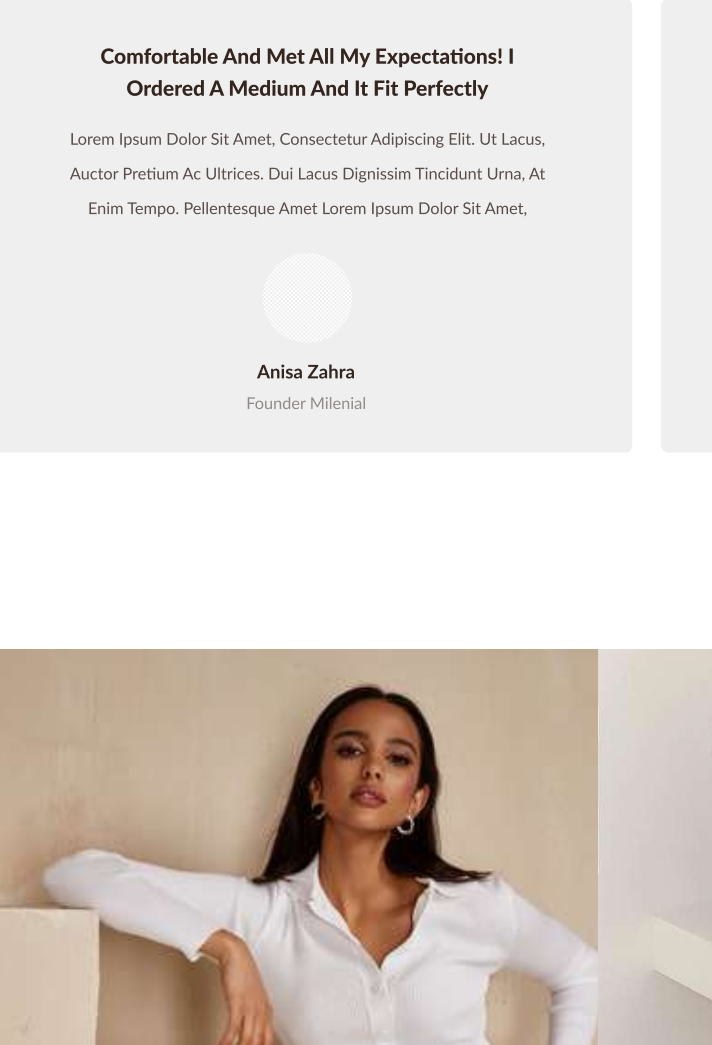 Comfortable And Met All My Expectations! I
Ordered A Medium And It Fit Perfectly
Lorem Ipsum Dolor Sit Amet, Consectetur Adipiscing Elit. Ut Lacus,
Auctor Pretium Ac Ultrices. Dui Lacus Dignissim Tincidunt Urna, At
Enim Tempo. Pellentesque Amet Lorem Ipsum Dolor Sit Amet,
Anisa Zahra
Founder Milenial